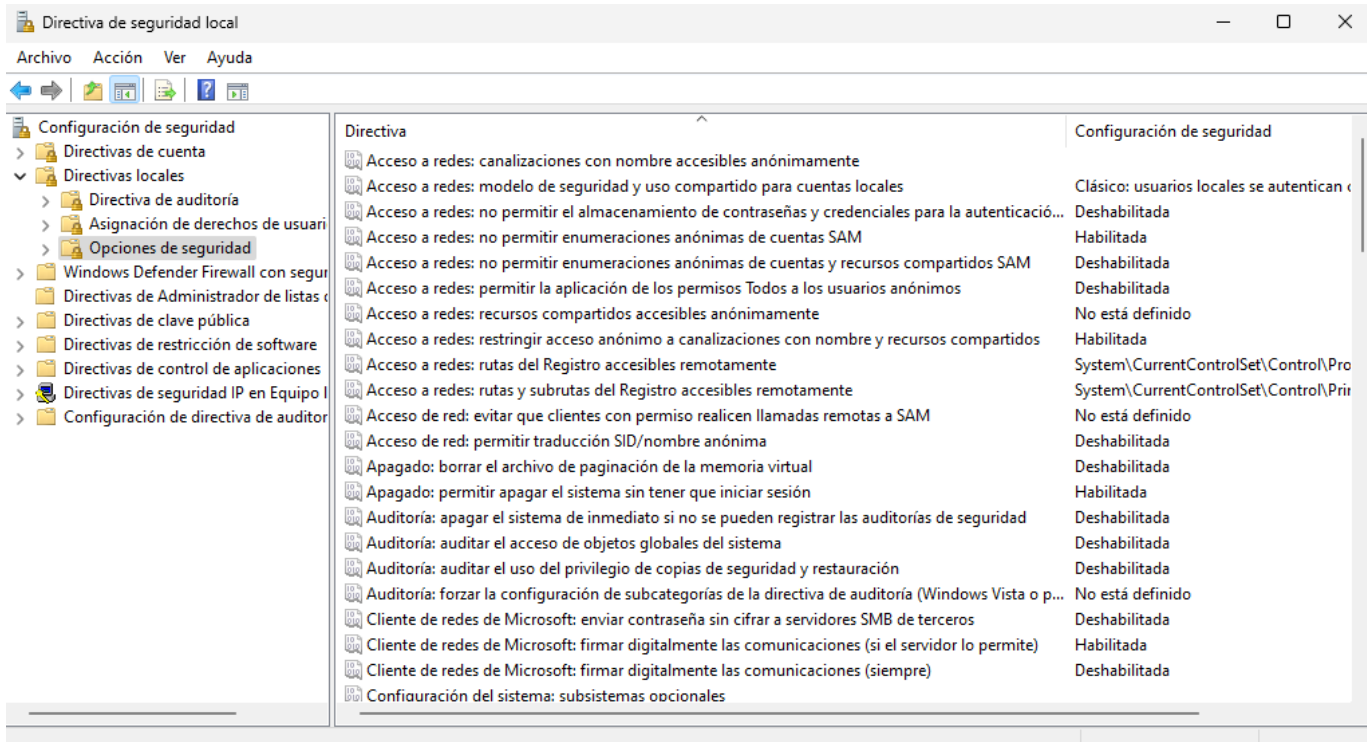 Directiva de seguridad local
Archivo Acción Ver Ayuda
Configuración de seguridad
Directivas de cuenta
Directivas locales
Directiva de auditoría
Asignación de derechos de usuari
Opciones de seguridad
Windows Defender Firewall con segur
Directivas de Administrador de listas
Directivas de clave pública
Directivas de restricción de software
Directivas de control de aplicaciones
Directivas de seguridad IP en Equipo l
Configuración de directiva de auditor
Directiva Configuración de seguridad
Acceso a redes: canalizaciones con nombre accesibles anónimamente
Acceso a redes: modelo de seguridad y uso compartido para cuentas locales Clásico: usuarios locales se autentican
Acceso a redes: no permitir el almacenamiento de contraseñas y credenciales para la autenticació... Deshabilitada
Acceso a redes: no permitir enumeraciones anónimas de cuentas SAM Habilitada
Acceso a redes: no permitir enumeraciones anónimas de cuentas y recursos compartidos SAM Deshabilitada
Acceso a redes: permitir la aplicación de los permisos Todos a los usuarios anónimos Deshabilitada
Acceso a redes: recursos compartidos accesibles anónimamente No está definido
Acceso a redes: restringir acceso anónimo a canalizaciones con nombre y recursos compartidos Habilitada
Acceso a redes: rutas del Registro accesibles remotamente System\CurrentControlSet\Control\Pro
Acceso a redes: rutas y subrutas del Registro accesibles remotamente System\CurrentControlSet\Control\Prin
Acceso de red: evitar que clientes con permiso realicen llamadas remotas a SAM No está definido
Acceso de red: permitir traducción SID/nombre anónima Deshabilitada
Apagado: borrar el archivo de paginación de la memoria virtual Deshabilitada
Apagado: permitir apagar el sistema sin tener que iniciar sesión Habilitada
Auditoría: apagar el sistema de inmediato si no se pueden registrar las auditorías de seguridad Deshabilitada
Auditoría: auditar el acceso de objetos globales del sistema Deshabilitada
Auditoría: auditar el uso del privilegio de copias de seguridad y restauración Deshabilitada
Auditoría: forzar la configuración de subcategorías de la directiva de auditoría (Windows Vista o p... No está definido
Cliente de redes de Microsoft: enviar contraseña sin cifrar a servidores SMB de terceros Deshabilitada
Cliente de redes de Microsoft: firmar digitalmente las comunicaciones (si el servidor lo permite) Habilitada
Cliente de redes de Microsoft: firmar digitalmente las comunicaciones (siempre) Deshabilitada
Configuración del sistema: subsistemas opcionales